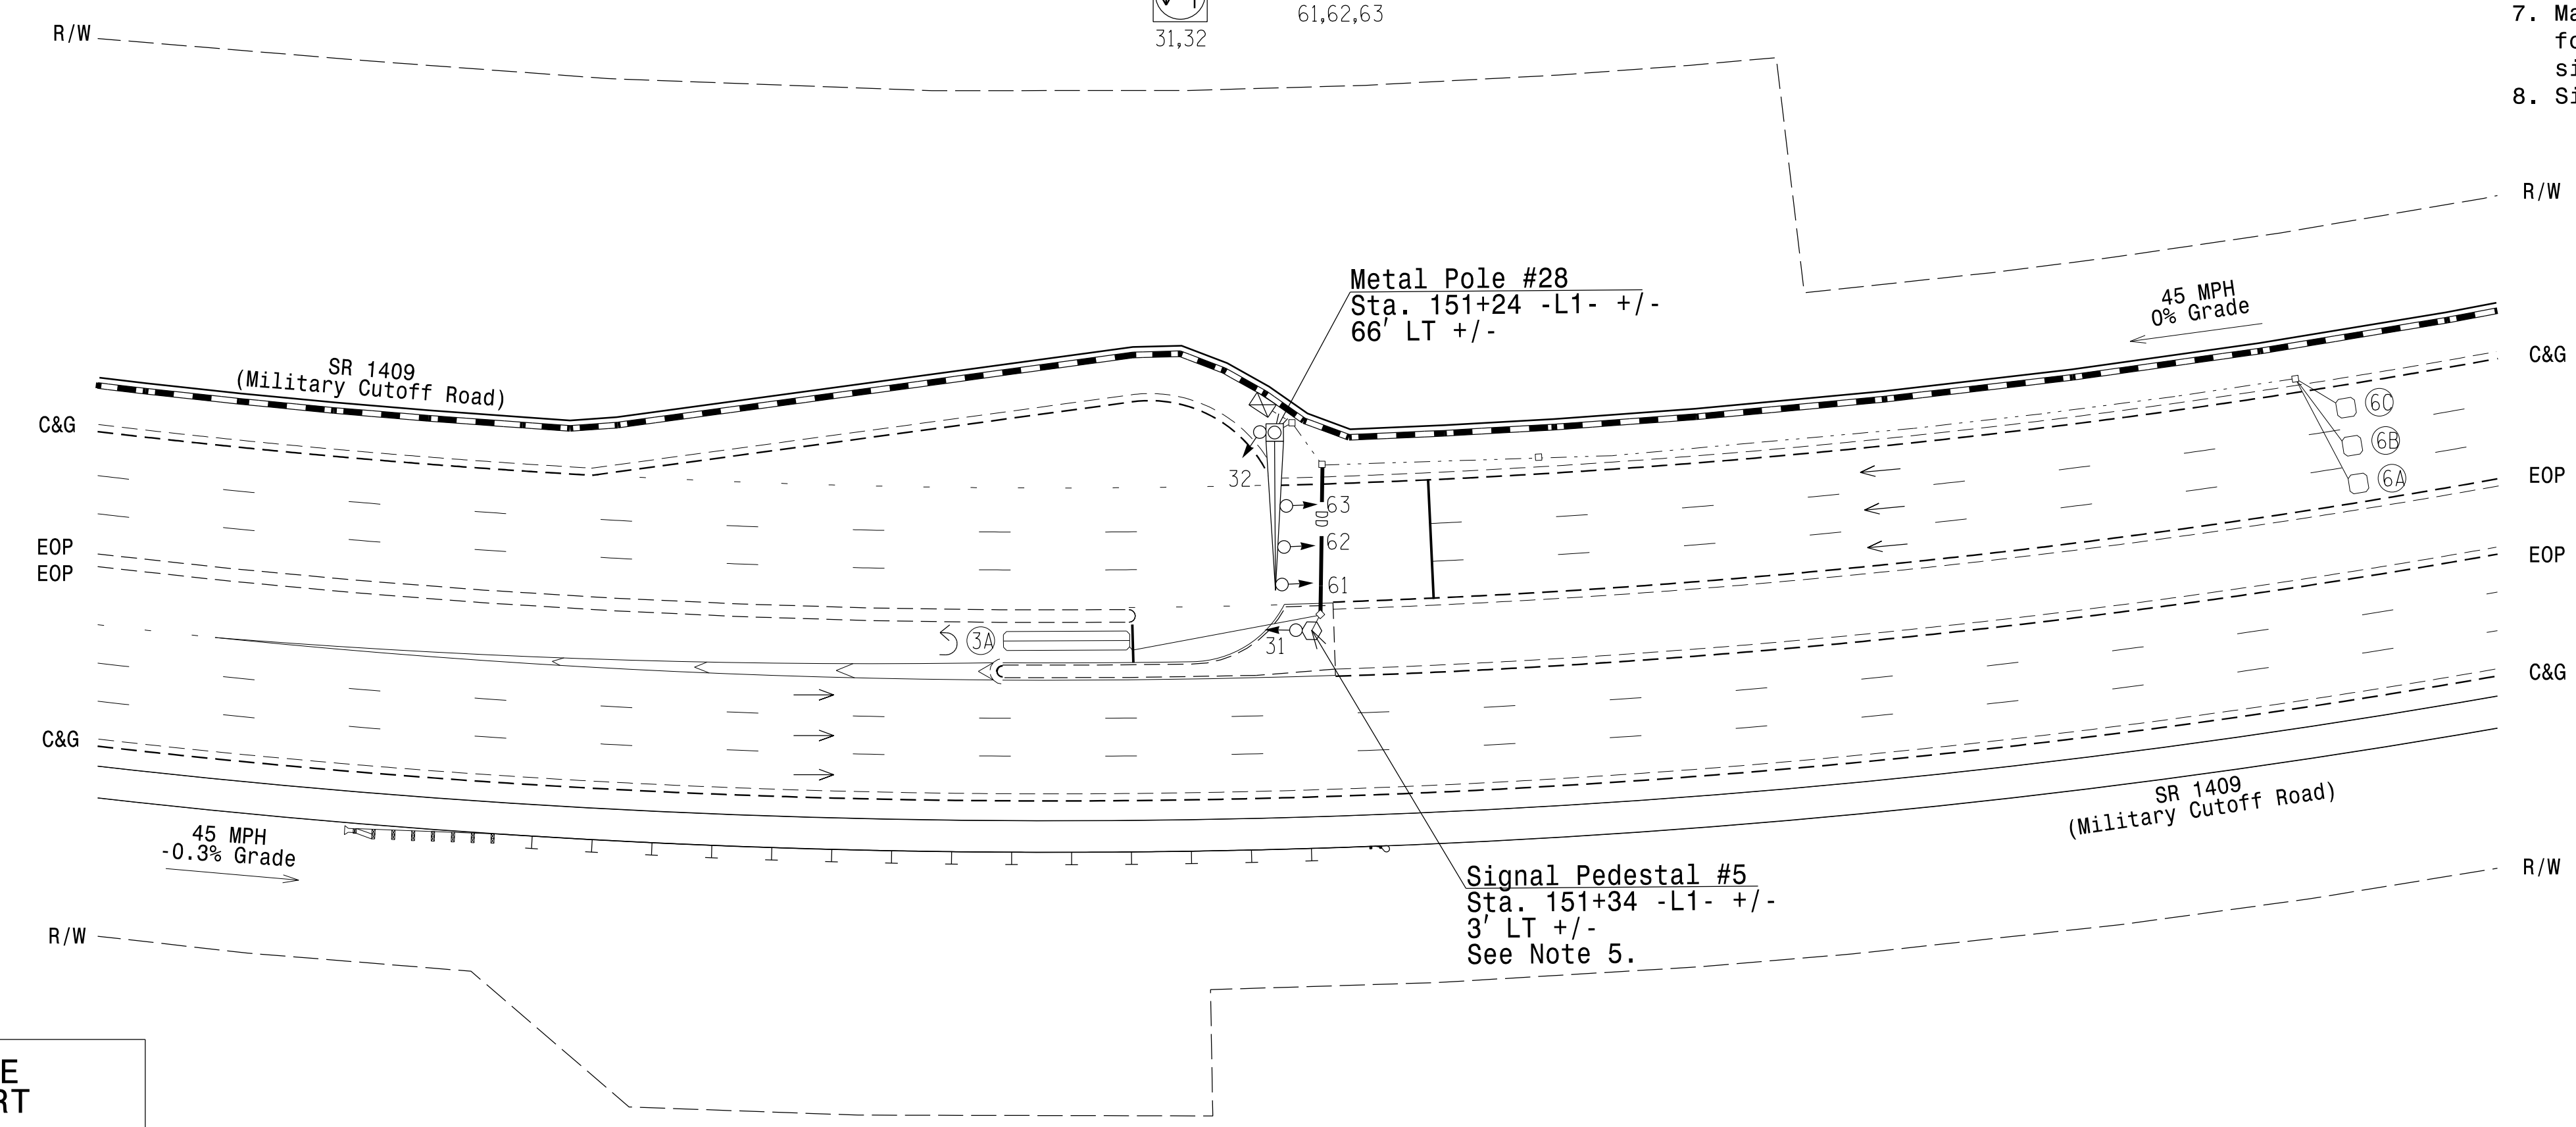 61,62,63
31,32
7. Ma
fo
si
8. Si
R/W
R/W
Metal Pole #28
Sta. 151+24 -L1- +/-
66' LT +/-
45 MPH
0% Grade
SR 1409
(Military Cutoff Road)
C&G
C&G
6C
6B
6A
32
63
62
61
EOP
EOP
EOP
EOP
3A
31
C&G
C&G
45 MPH
-0.3% Grade
SR 1409
(Military Cutoff Road)
Signal Pedestal #5
Sta. 151+34 -L1- +/-
3' LT +/-
See Note 5.
R/W
R/W
E
RT